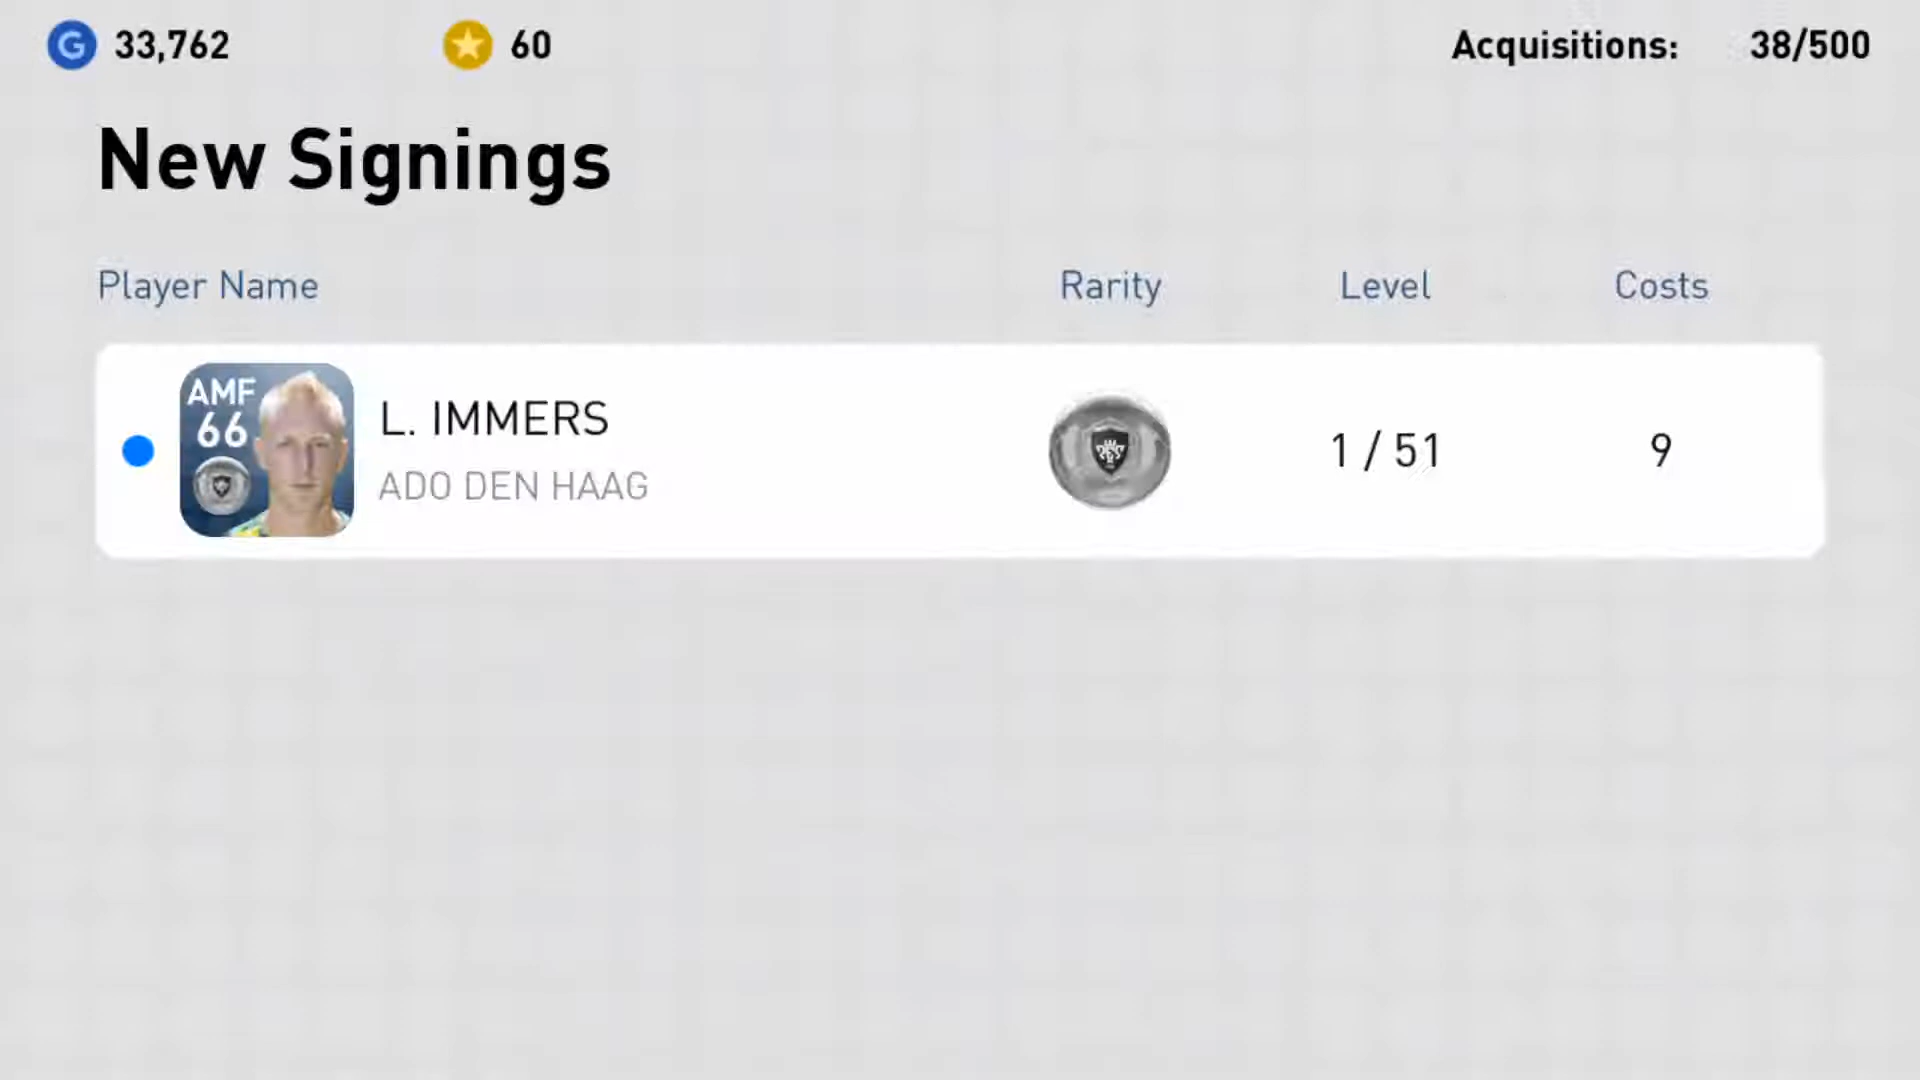 33,762
60
Acquisitions: 38/500
New Signings
Player Name Rarity Level Costs
AMF
66
L. IMMERS
ADO DEN HAAG
1 / 51
9